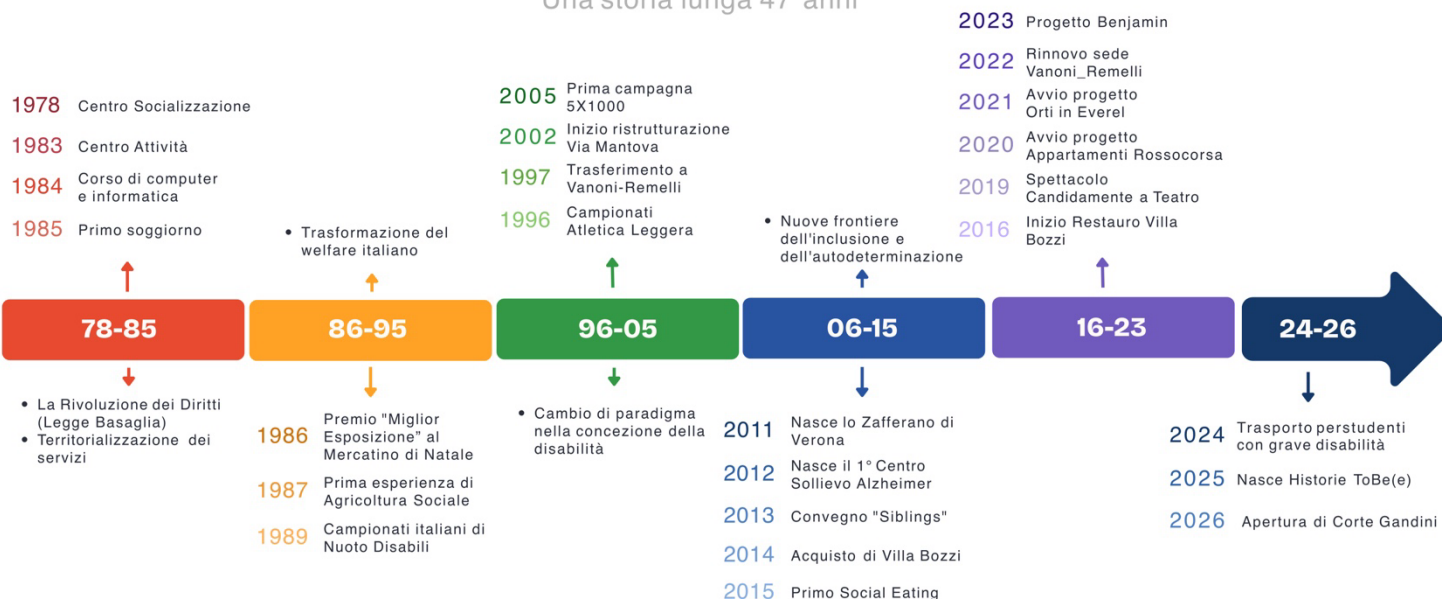 Una storia lunga 47 anni
1978 Centro Socializzazione
1983 Centro Attività
1984 Corso di computer
e informatica
1985 Primo soggiorno
• Trasformazione del
welfare italiano
2005 Prima campagna
5X1000
2002 Inizio ristrutturazione
Via Mantova
1997 Trasferimento a
Vanoni-Remelli
1996 Campionati
Atletica Leggera
• Nuove frontiere
dell'inclusione e
dell'autodeterminazione
2023 Progetto Benjamin
2022 Rinnovo sede
Vanoni_Remelli
2021 Avvio progetto
Orti in Everel
2020 Avvio progetto
Appartamenti Rossocorsa
2019 Spettacolo
Candidamente a Teatro
2016 Inizio Restauro Villa
Bozzi
78-85
86-95
96-05
06-15
16-23
24-26
• La Rivoluzione dei Diritti
(Legge Basaglia)
• Territorializzazione dei
servizi
1986 Premio "Miglior
Esposizione" al
Mercatino di Natale
1987 Prima esperienza di
Agricoltura Sociale
1989 Campionati italiani di
Nuoto Disabili
• Cambio di paradigma
nella concezione della
disabilità
2011 Nasce lo Zafferano di
Verona
2012 Nasce il 1° Centro
Sollievo Alzheimer
2013 Convegno "Siblings"
2014 Acquisto di Villa Bozzi
2015 Primo Social Eating
2024 Trasporto perstudenti
con grave disabilità
2025 Nasce Historie ToBe(e)
2026 Apertura di Corte Gandini